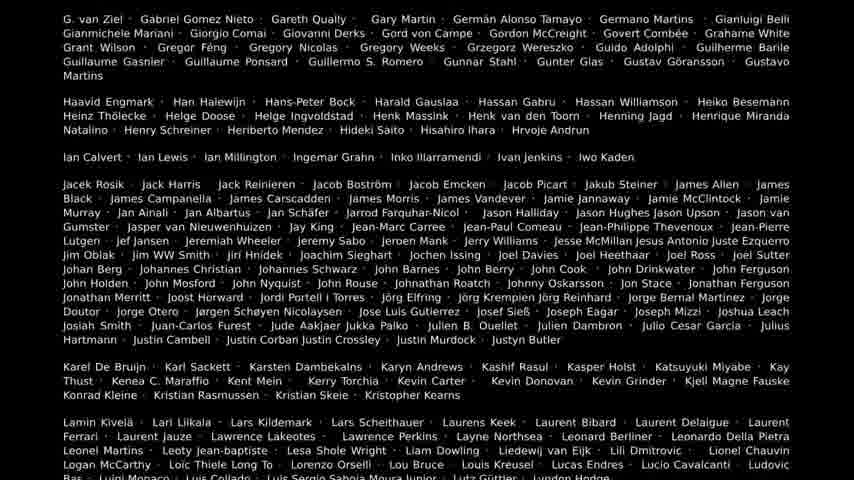 G. van Ziel · Gabriel Gomez Nieto · Gareth Qually · Gary Martin · Germán Alonso Tamayo · Germano Martins · Gianluigi Belli
Gianmichele Mariani · Giorgio Comai · Giovanni Derks · Gord von Campe · Gordon McCreight · Govert Combée · Grahame White
Grant Wilson · Gregor Féng · Gregory Nicolas · Gregory Weeks · Grzegorz Wereszko · Guido Adolphi · Guilherme Barile
Guillaume Gasnier · Guillaume Ponsard · Guillermo S. Romero · Gunnar Stahl · Gunter Glas · Gustav Göransson · Gustavo
Martins
Haavid Engmark · Han Halewijn · Hans-Peter Bock · Harald Gauslaa · Hassan Gabru · Hassan Williamson · Heiko Besemann
Heinz Thölecke · Helge Doose · Helge Ingvoldstad · Henk Massink · Henk van den Toorn · Henning Jagd · Henrique Miranda
Natalino · Henry Schreiner · Heriberto Mendez · Hideki Saito · Hisahiro Ihara · Hrvoje Andrun
Ian Calvert · Ian Lewis · Ian Millington · Ingemar Grahn · Inko Illarramendi · Ivan Jenkins · Iwo Kaden
Jacek Rosik · Jack Harris · Jack Reinieren · Jacob Boström · Jacob Emcken · Jacob Picart · Jakub Steiner · James Allen · James
Black · James Campanella · James Carscadden · James Morris · James Vandever · Jamie Jannaway · Jamie McClintock · Jamie
Murray · Jan Ainali · Jan Albartus · Jan Schäfer · Jarrod Farquhar-Nicol · Jason Halliday · Jason Hughes Jason Upson · Jason van
Gumster · Jasper van Nieuwenhuizen · Jay King · Jean-Marc Carree · Jean-Paul Comeau · Jean-Philippe Thevenoux · Jean-Pierre
Lutgen · Jef Jansen · Jeremiah Wheeler · Jeremy Sabo · Jeroen Mank · Jerry Williams · Jesse McMillan Jesus Antonio Juste Ezquerro
Jim Oblak · Jim WW Smith · Jiří Hnídek · Joachim Sieghart · Jochen Issing · Joel Davies · Joel Heethaar · Joel Ross · Joel Sutter
Johan Berg · Johannes Christian · Johannes Schwarz · John Barnes · John Berry · John Cook · John Drinkwater · John Ferguson
John Holden · John Mosford · John Nyquist · John Rouse · Johnathan Roatch · Johnny Oskarsson · Jon Stace · Jonathan Ferguson
Jonathan Merritt · Joost Horward · Jordi Portell i Torres · Jörg Elfring · Jörg Krempien Jörg Reinhard · Jorge Bernal Martinez · Jorge
Doutor · Jorge Otero · Jørgen Schøyen Nicolaysen · Jose Luis Gutierrez · Josef Sieß · Joseph Eagar · Joseph Mizzi · Joshua Leach
Josiah Smith · Juan-Carlos Furest · Jude Aakjaer Jukka Palko · Julien B. Ouellet · Julien Dambron · Julio Cesar Garcia · Julius
Hartmann · Justin Cambell · Justin Corban Justin Crossley · Justin Murdock · Justyn Butler
Karel De Bruijn · Karl Sackett · Karsten Dambekalns · Karyn Andrews · Kashif Rasul · Kasper Holst · Katsuyuki Miyabe · Kay
Thust · Kenea C. Maraffio · Kent Mein · Kerry Torchia · Kevin Carter · Kevin Donovan · Kevin Grinder · Kjell Magne Fauske
Konrad Kleine · Kristian Rasmussen · Kristian Skeie · Kristopher Kearns
Lamin Kivelä · Lari Liikala · Lars Kildemark · Lars Scheithauer · Laurens Keek · Laurent Bibard · Laurent Delaigue · Laurent
Ferrari · Laurent Jauze · Lawrence Lakeotes · Lawrence Perkins · Layne Northsea · Leonard Berliner · Leonardo Della Pietra
Leonel Martins · Leoty Jean-baptiste · Lesa Shole Wright · Liam Dowling · Liedewij van Eijk · Lili Dmitrovic · Lionel Chauvin
Logan McCarthy · Loïc Thiele Long To · Lorenzo Orselli · Lou Bruce · Louis Kreusel · Lucas Endres · Lucio Cavalcanti · Ludovic
Bas · Luigi Monaco · Luis Collado · Luis Sergio Saboia Moura Junior · Lutz Güttler · Lyndon Hodge